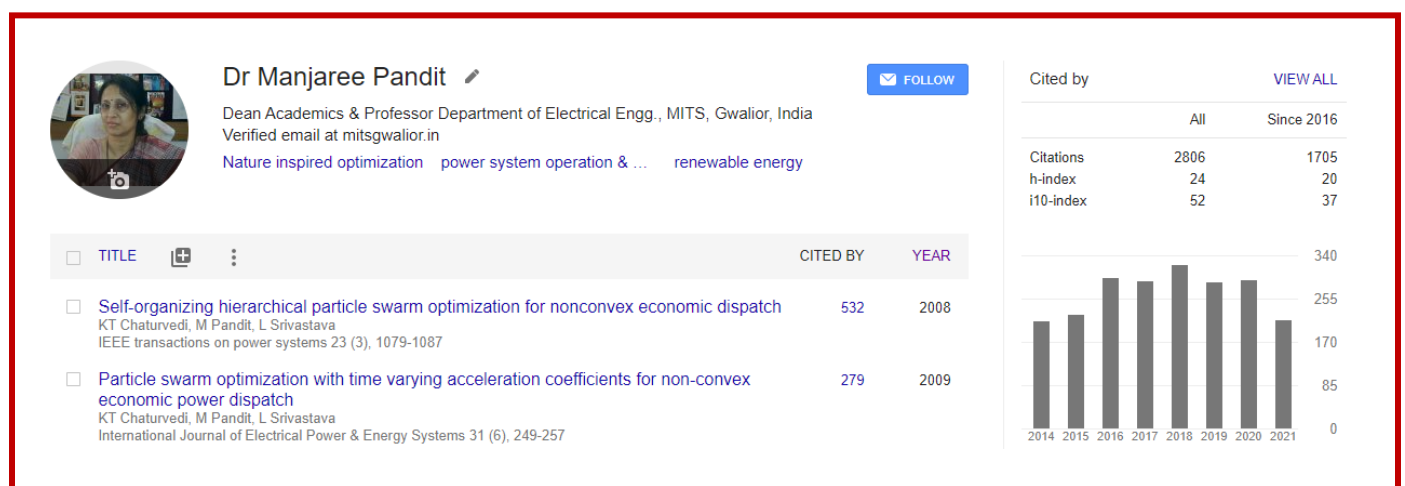 Dr Manjaree Pandit
FOLLOW
Dean Academics & Professor Department of Electrical Engg., MITS, Gwalior, India
Verified email at mitsgwalior.in
Nature inspired optimization power system operation & ... renewable energy
TITLE CITED BY YEAR
Self-organizing hierarchical particle swarm optimization for nonconvex economic dispatch 532 2008
KT Chaturvedi, M Pandit, L Srivastava
IEEE transactions on power systems 23 (3), 1079-1087
Particle swarm optimization with time varying acceleration coefficients for non-convex 279 2009
economic power dispatch
KT Chaturvedi, M Pandit, L Srivastava
International Journal of Electrical Power & Energy Systems 31 (6), 249-257
Cited by VIEW ALL
All Since 2016
Citations 2806 1705
h-index 24 20
i10-index 52 37
340
255
170
85
0
2014 2015 2016 2017 2018 2019 2020 2021